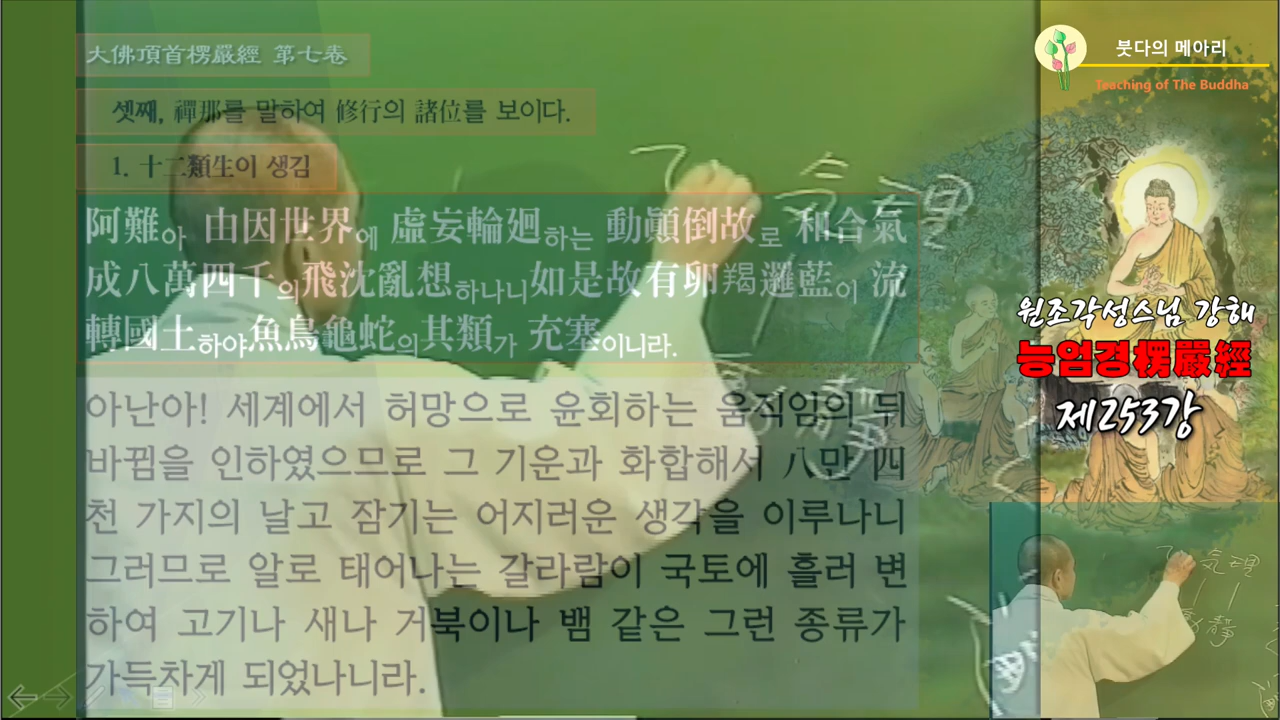 大佛頂首楞嚴經 第七卷
셋째, 禪那를 말하여 修行의 諸位를 보이다.
1. 十二類生이 생김
阿難아 由因世界에 虛妄輪廻하는 動顚倒故로 和合氣
成八萬四千의 飛沈亂想하나니如是故有卵羯邏藍이 流
轉國土하야魚鳥龜蛇의其類가 充塞이니라.
아난아! 세계에서 허망으로 윤회하는 움직임의 뒤
바뀜을 인하였으므로 그 기운과 화합해서 八만 四
천 가지의 날고 잠기는 어지러운 생각을 이루나니
그러므로 알로 태어나는 갈라람이 국토에 흘러 변
하여 고기나 새나 거북이나 뱀 같은 그런 종류가
가득차게 되었나니라.
붓다의 메아리
Teaching of The Buddha
원조각성스님 강해
능엄경楞嚴經
제253강
気 理
動 靜